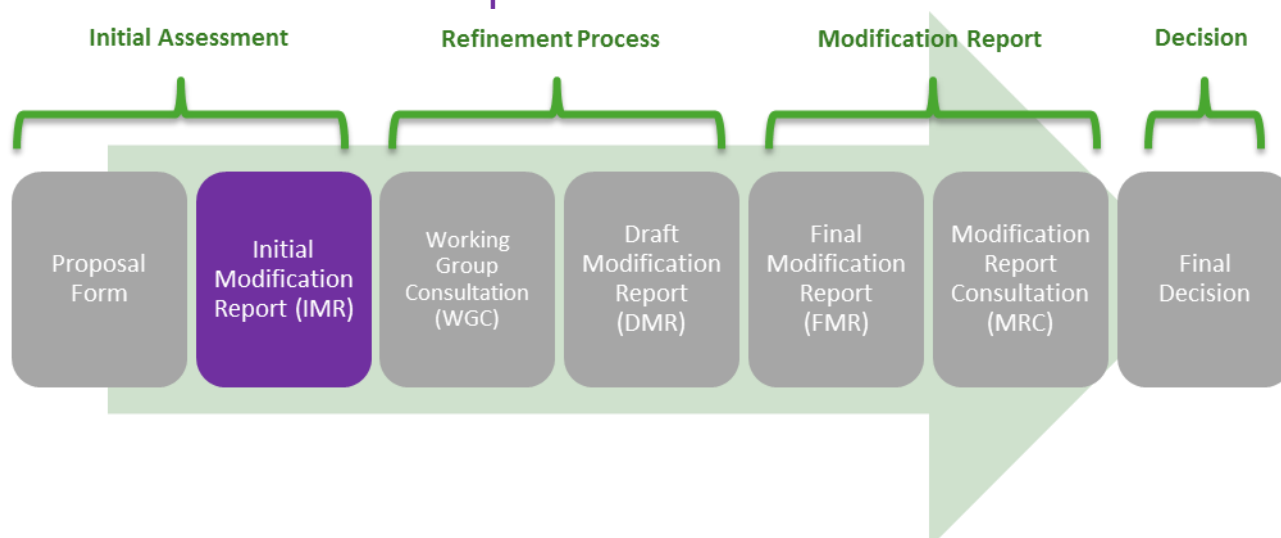 Initial Assessment
Refinement Process
Modification Report
Decision
Proposal
Form
Initial
Modification
Report (IMR)
Working
Group
Consultation
(WGC)
Draft
Modification
Report
(DMR)
Final
Modification
Report
(FMR)
Modification
Report
Consultation
(MRC)
Final
Decision